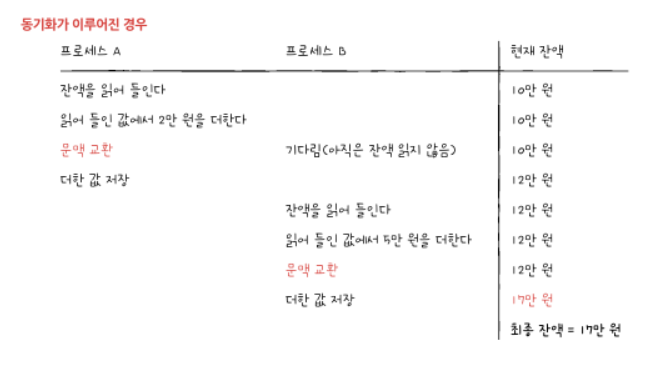 동기화가 이루어진 경우
프로세스 A 프로세스 B 현재 잔액
잔액을 읽어 들인다 10만 원
읽어 들인 값에서 2만 원을 더한다 10만 원
문맥 교환 기다림(아직은 잔액 읽지 않음) 10만 원
더한 값 저장 12만 원
잔액을 읽어 들인다 12만 원
읽어 들인 값에서 5만 원을 더한다 12만 원
문맥 교환 12만 원
더한 값 저장 17만 원
최종 잔액 = 17만 원